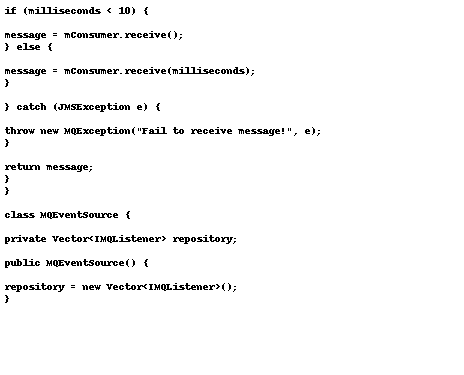 if (milliseconds < 10) {
message = mConsumer.receive();
} else {
message = mConsumer.receive(milliseconds);
}
} catch (JMSException e) {
throw new MQException("Fail to receive message!", e);
}
return message;
}
}
class MQEventSource {
private Vector<IMQListener> repository;
public MQEventSource() {
repository = new Vector<IMQListener>();
}